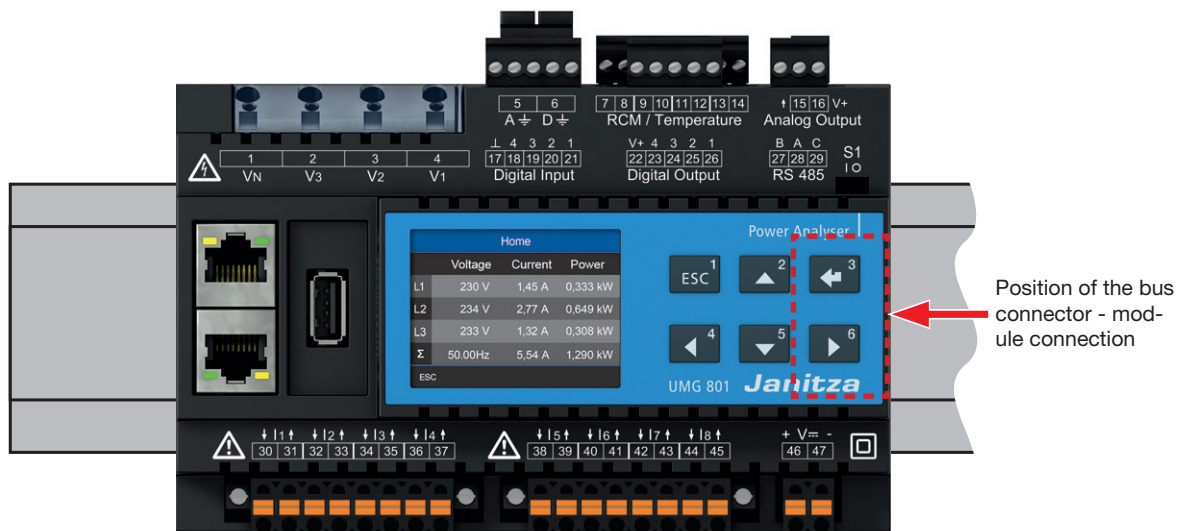 5 6
A ⏚ D ⏚
7 8 9 10 11 12 13 14
RCM / Temperature
↑ 15 16 V+
Analog Output
⊥ 4 3 2 1
17 18 19 20 21
Digital Input
V+ 4 3 2 1
22 23 24 25 26
Digital Output
B A C
27 28 29
RS 485
S1
I O
1 2 3 4
VN V3 V2 V1
Power Analyser
Home
Voltage Current Power
L1 230 V 1,45 A 0,333 kW
L2 234 V 2,77 A 0,649 kW
L3 233 V 1,32 A 0,308 kW
Σ 50.00Hz 5,54 A 1,290 kW
ESC
ESC 1
2
3
4
5
6
UMG 801 Janitza
Position of the bus
connector - mod-
ule connection
↓ I1 ↑ ↓ I2 ↑ ↓ I3 ↑ ↓ I4 ↑
30 31 32 33 34 35 36 37
↓ I5 ↑ ↓ I6 ↑ ↓ I7 ↑ ↓ I8 ↑
38 39 40 41 42 43 44 45
+ V⎓ -
46 47